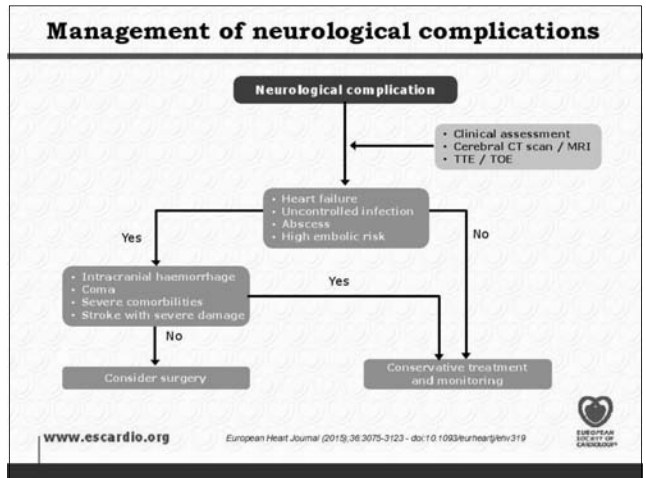 Management of neurological complications
Neurological complication
• Clinical assessment
• Cerebral CT scan / MRI
• TTE / TOE
• Heart failure
• Uncontrolled infection
• Abscess
• High embolic risk
Yes
No
• Intracranial haemorrhage
• Coma
• Severe comorbilities
• Stroke with severe damage
Yes
No
Consider surgery
Conservative treatment
and monitoring
www.escardio.org
European Heart Journal (2015);36:3075-3123 - doi:10.1093/eurheartj/env319
EUROPEAN
SOCIETY OF
CARDIOLOGY®